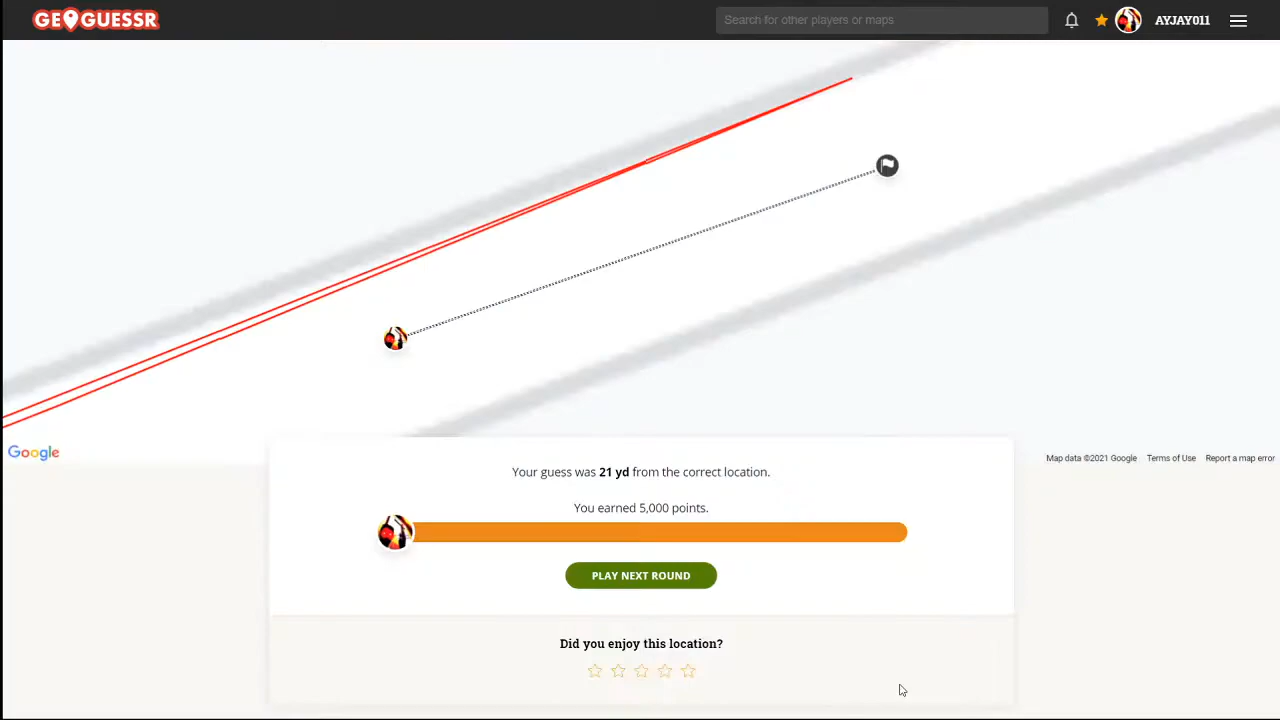 GEOGUESSR
Search for other players or maps
AYJAY011
Google
Map data ©2021 Google Terms of Use Report a map error
Your guess was 21 yd from the correct location.
You earned 5,000 points.
PLAY NEXT ROUND
Did you enjoy this location?